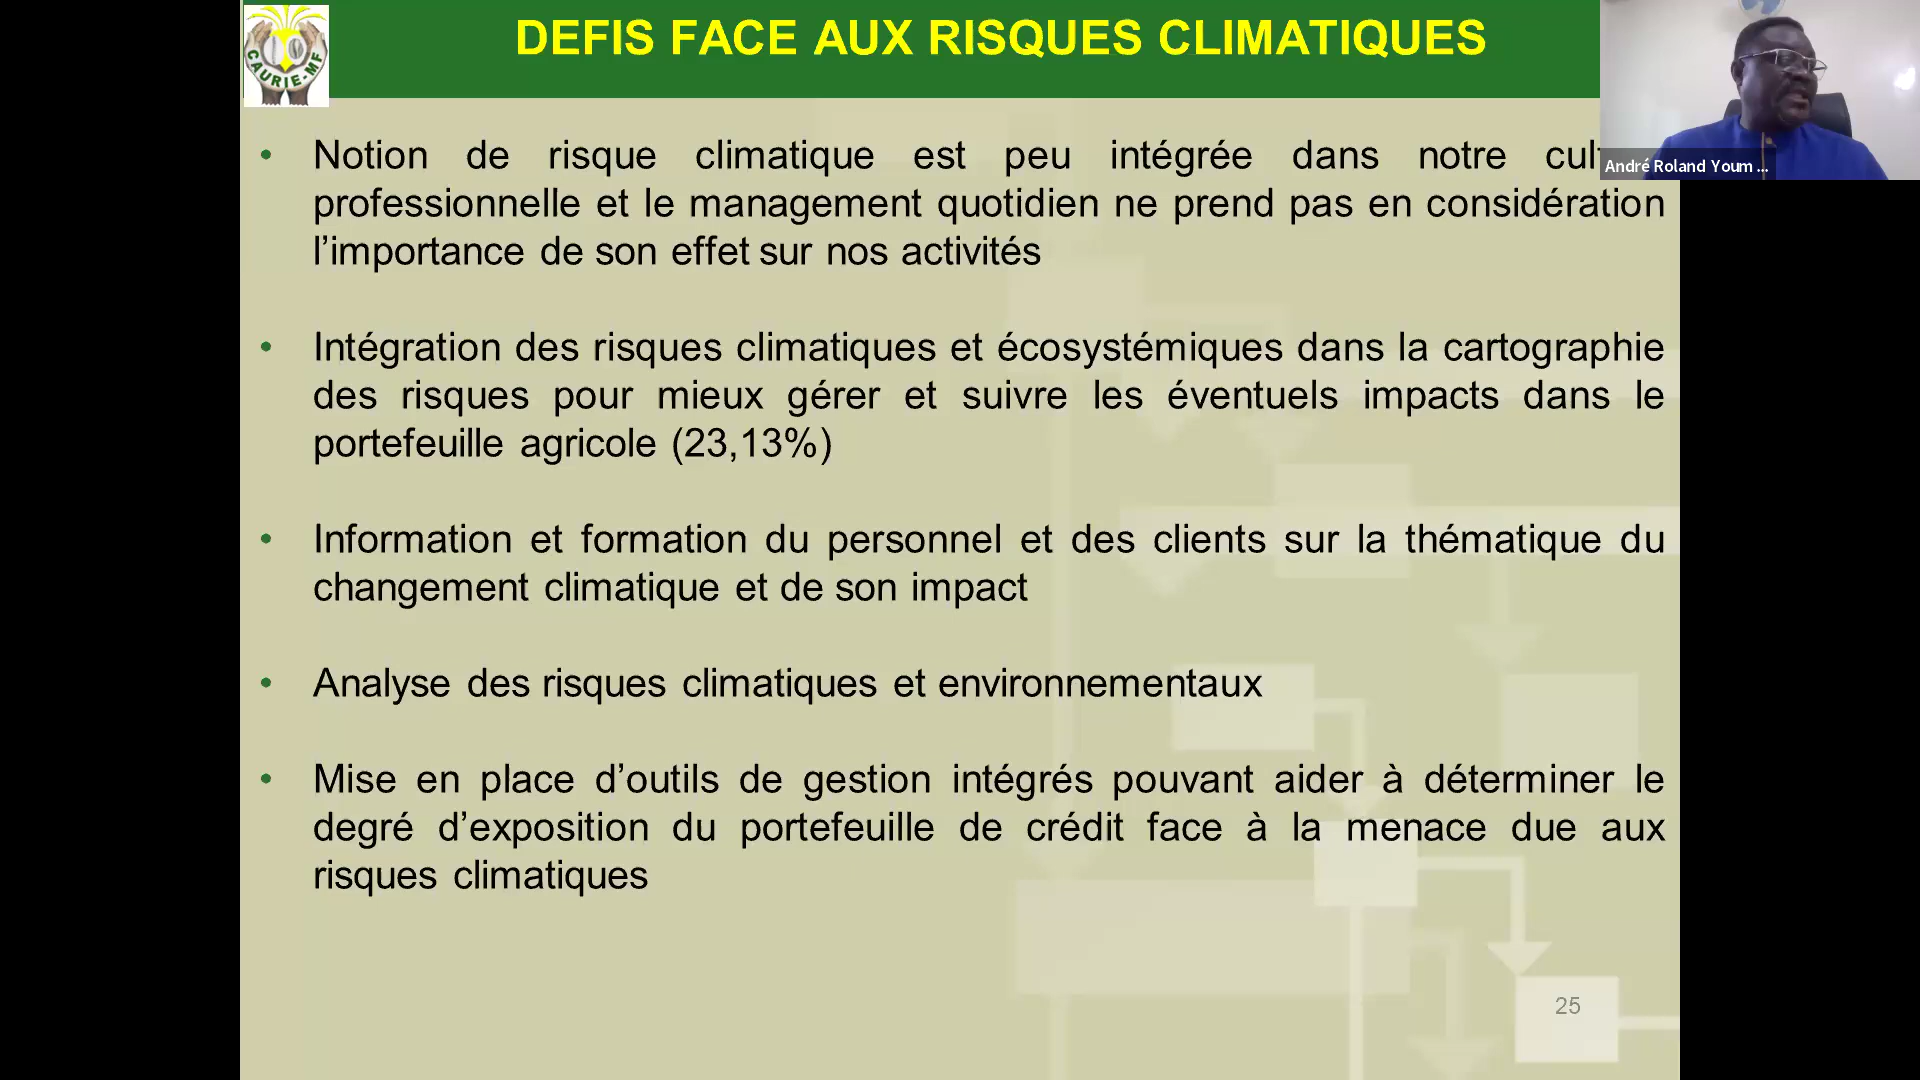 DEFIS FACE AUX RISQUES CLIMATIQUES
CAURIE-MF
André Roland Youm ...
• Notion de risque climatique est peu intégrée dans notre
professionnelle et le management quotidien ne prend pas en considération
l’importance de son effet sur nos activités
• Intégration des risques climatiques et écosystémiques dans la cartographie
des risques pour mieux gérer et suivre les éventuels impacts dans le
portefeuille agricole (23,13%)
• Information et formation du personnel et des clients sur la thématique du
changement climatique et de son impact
• Analyse des risques climatiques et environnementaux
• Mise en place d’outils de gestion intégrés pouvant aider à déterminer le
degré d’exposition du portefeuille de crédit face à la menace due aux
risques climatiques
25